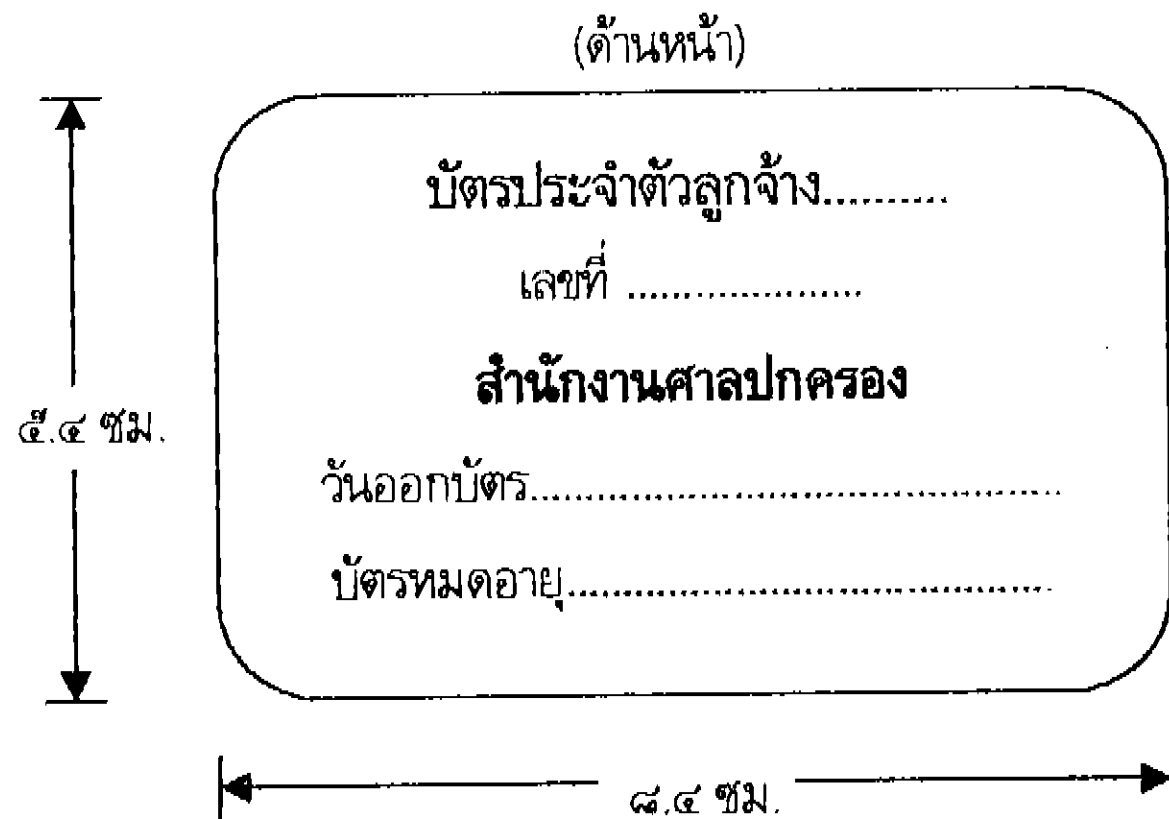 (ด้านหน้า)
บัตรประจำตัวลูกจ้าง..........
เลขที่ .....................
สำนักงานศาลปกครอง
๕.๔ ซม.
วันออกบัตร................................................
บัตรหมดอายุ............................................
๘.๔ ซม.